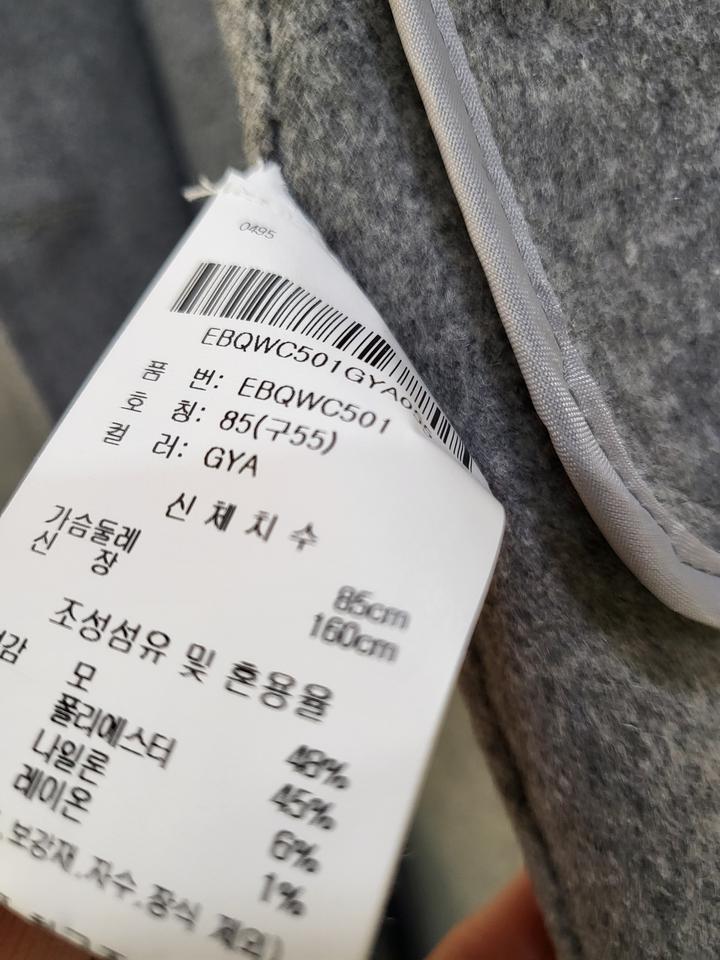 0495
EBQWC501GYA0
품 번: EBQWC501
호 칭: 85(구55)
컬 러: GYA
신 체 치 수
가슴둘레 85cm
신 장 160cm
조성섬유 및 혼용율
모 48%
폴리에스터 45%
나일론 6%
레이온 1%
보강재,자수,장식 제외)